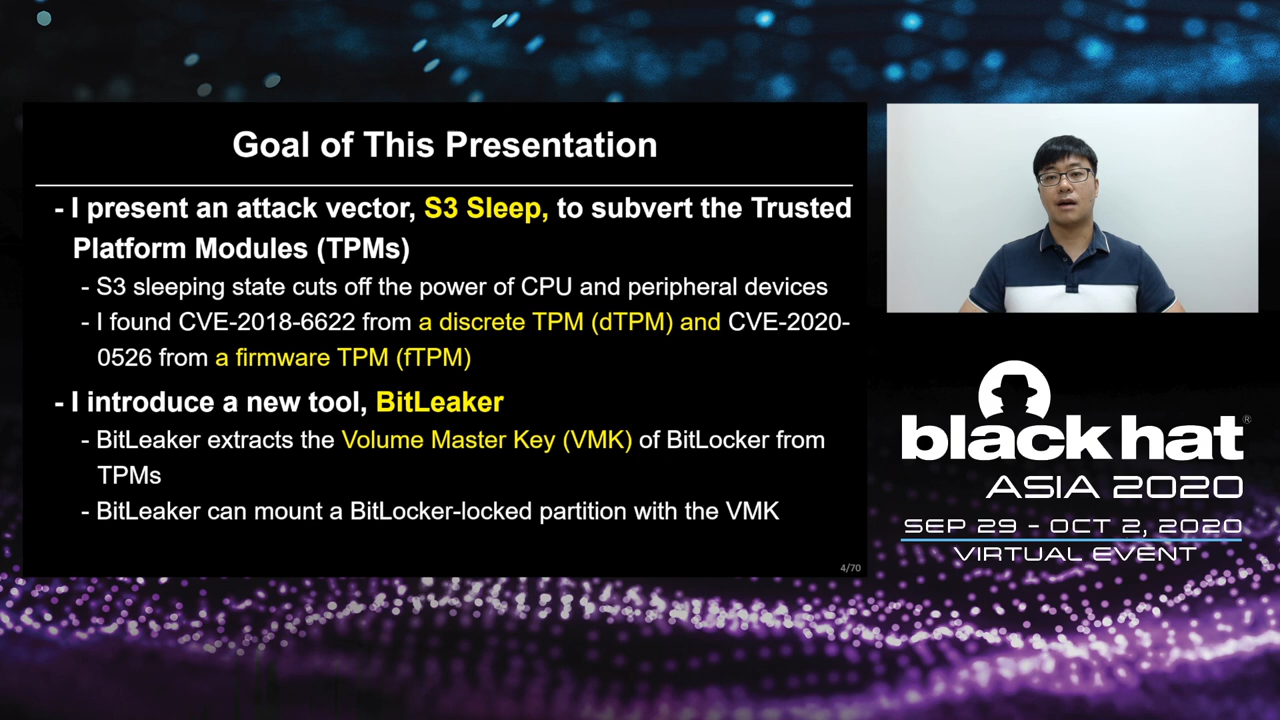 Goal of This Presentation
- I present an attack vector, S3 Sleep, to subvert the Trusted
Platform Modules (TPMs)
- S3 sleeping state cuts off the power of CPU and peripheral devices
- I found CVE-2018-6622 from a discrete TPM (dTPM) and CVE-2020-
0526 from a firmware TPM (fTPM)
- I introduce a new tool, BitLeaker
- BitLeaker extracts the Volume Master Key (VMK) of BitLocker from
TPMs
- BitLeaker can mount a BitLocker-locked partition with the VMK
4/70
black hat®
ASIA 2020
SEP 29 - OCT 2, 2020
VIRTUAL EVENT